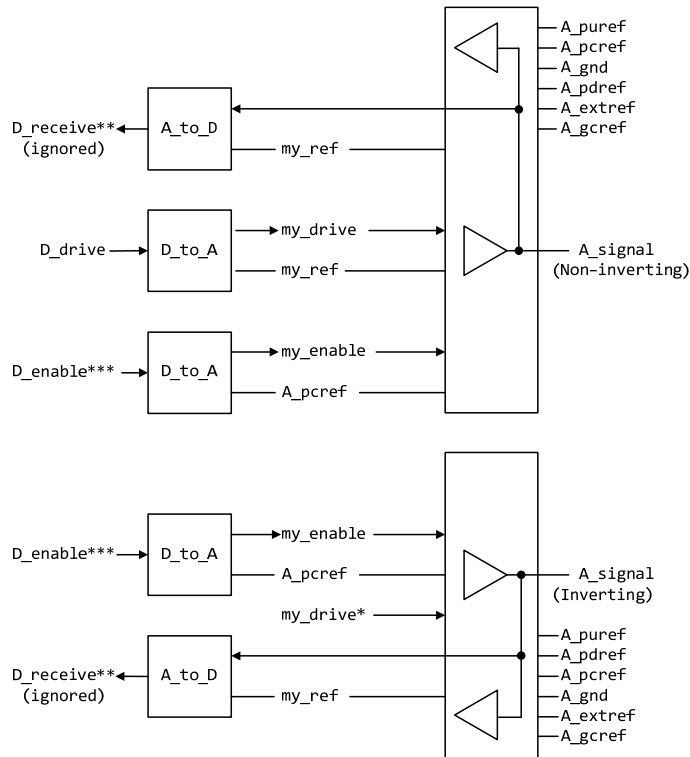 A_puref
A_pcref
A_gnd
A_pdref
A_extref
A_gcref
D_receive**
(ignored)
A_to_D
my_ref
D_drive
D_to_A
my_drive
my_ref
A_signal
(Non-inverting)
D_enable***
D_to_A
my_enable
A_pcref
D_enable***
D_to_A
my_enable
A_pcref
my_drive*
A_signal
(Inverting)
D_receive**
(ignored)
A_to_D
my_ref
A_puref
A_pdref
A_pcref
A_gnd
A_extref
A_gcref